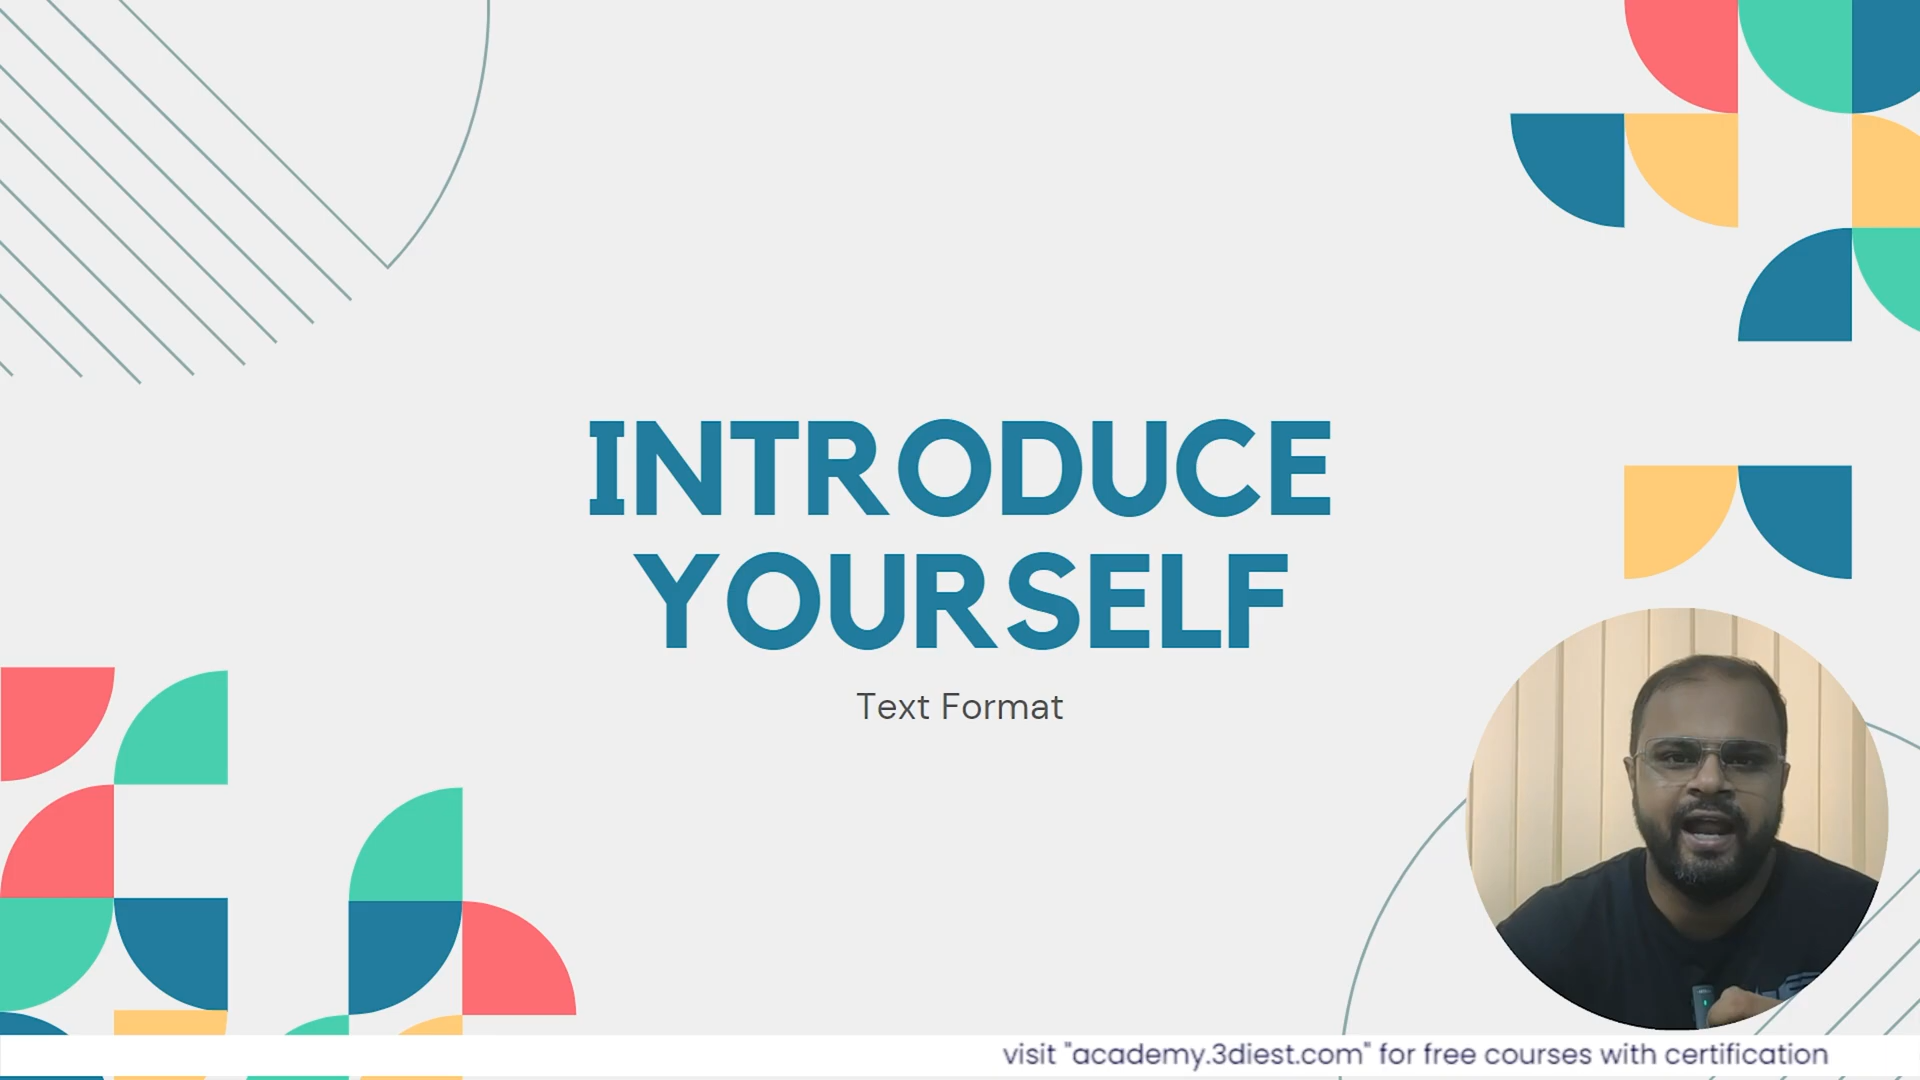 INTRODUCE
YOURSELF
Text Format
visit "academy.3diest.com" for free courses with certification